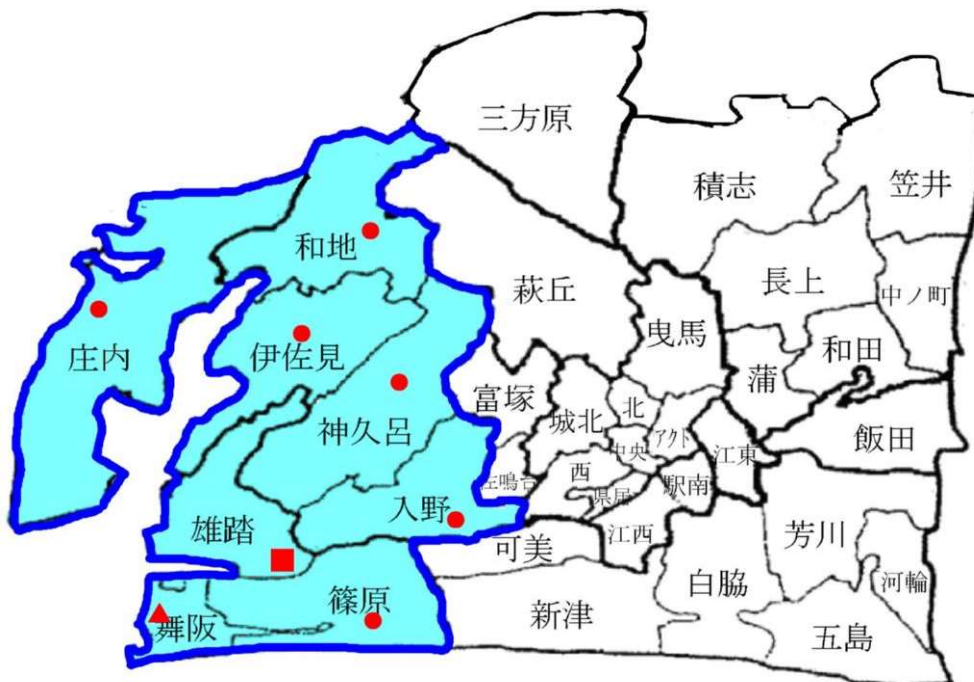 三方原
積志
笠井
和地
萩丘
長上
中ノ町
庄内
伊佐見
曳馬
和田
蒲
富塚
神久呂
城北
北
アクト
飯田
中央
江東
西
佐鳴台
県居
駅南
入野
雄踏
可美
江西
芳川
白脇
河輪
舞阪
篠原
新津
五島